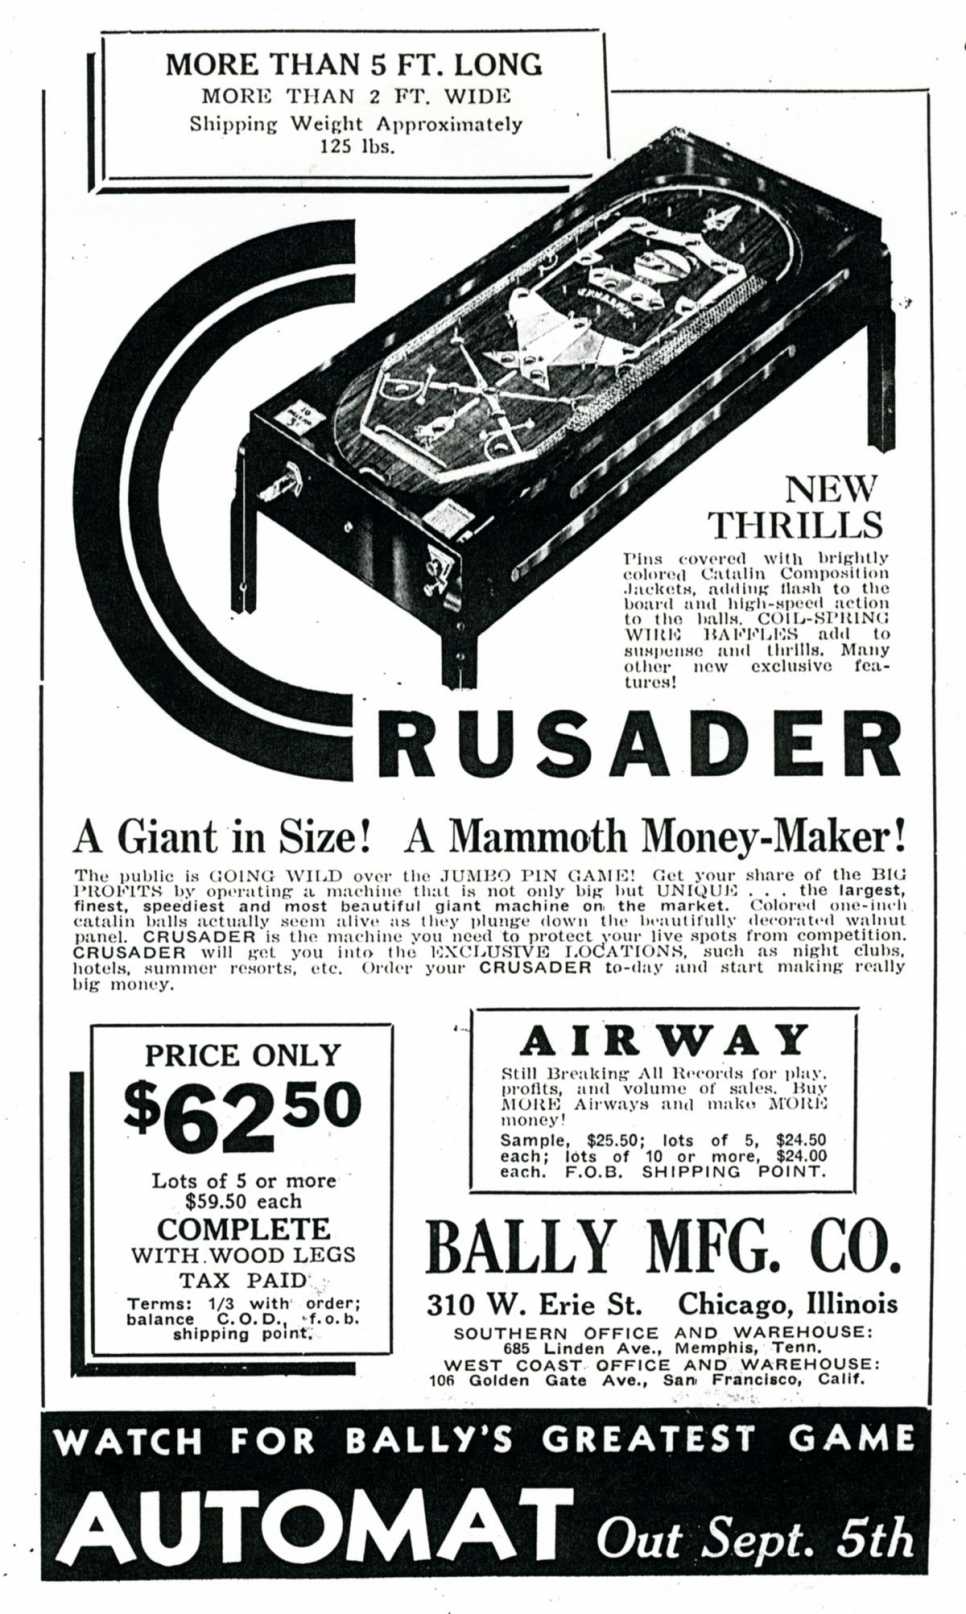 MORE THAN 5 FT. LONG
MORE THAN 2 FT. WIDE
Shipping Weight Approximately
125 lbs.
NEW
THRILLS
Pins covered with brightly
colored Catalin Composition
Jackets, adding flash to the
board and high-speed action
to the balls. COIL-SPRING
WIRE BAFFLES add to
suspense and thrills. Many
other new exclusive fea-
tures!
CRUSADER
A Giant in Size! A Mammoth Money-Maker!
The public is GOING WILD over the JUMBO PIN GAME! Get your share of the BIG
PROFITS by operating a machine that is not only big but UNIQUE . . . the largest,
finest, speediest and most beautiful giant machine on the market. Colored one-inch
catalin balls actually seem alive as they plunge down the beautifully decorated walnut
panel. CRUSADER is the machine you need to protect your live spots from competition.
CRUSADER will get you into the EXCLUSIVE LOCATIONS, such as night clubs,
hotels, summer resorts, etc. Order your CRUSADER to-day and start making really
big money.
PRICE ONLY
$62 50
Lots of 5 or more
$59.50 each
COMPLETE
WITH WOOD LEGS
TAX PAID
Terms: 1/3 with order;
balance C.O.D., f.o.b.
shipping point.
AIRWAY
Still Breaking All Records for play,
profits, and volume of sales. Buy
MORE Airways and make MORE
money!
Sample, $25.50; lots of 5, $24.50
each; lots of 10 or more, $24.00
each. F.O.B. SHIPPING POINT.
BALLY MFG. CO.
310 W. Erie St. Chicago, Illinois
SOUTHERN OFFICE AND WAREHOUSE:
685 Linden Ave., Memphis, Tenn.
WEST COAST OFFICE AND WAREHOUSE:
106 Golden Gate Ave., San Francisco, Calif.
WATCH FOR BALLY'S GREATEST GAME
AUTOMAT Out Sept. 5th